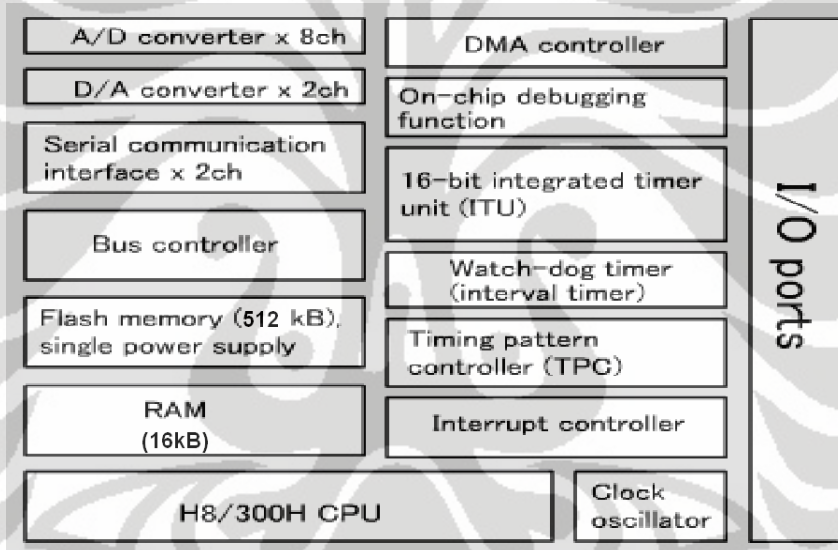 A/D converter x 8ch
D/A converter x 2ch
Serial communication
interface x 2ch
Bus controller
Flash memory (512 kB),
single power supply
RAM
(16kB)
H8/300H CPU
DMA controller
On-chip debugging
function
16-bit integrated timer
unit (ITU)
Watch-dog timer
(interval timer)
Timing pattern
controller (TPC)
Interrupt controller
Clock
oscillator
I/O ports